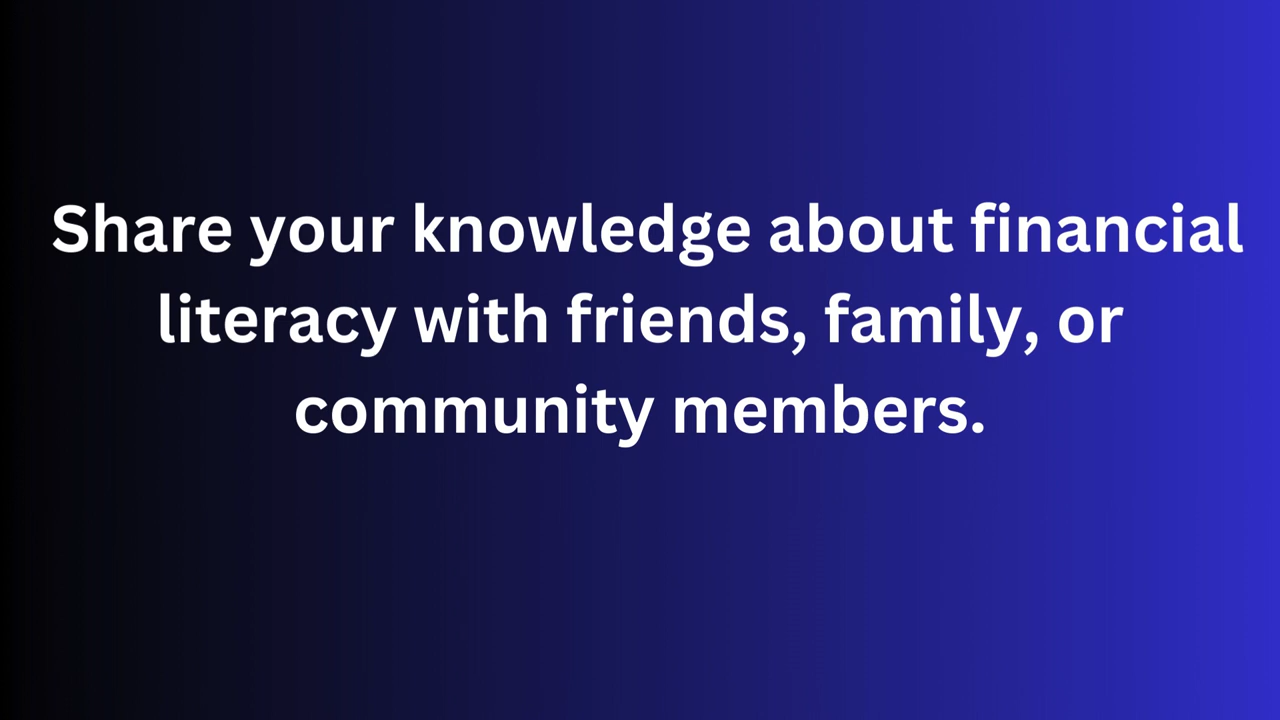 Share your knowledge about financial
literacy with friends, family, or
community members.